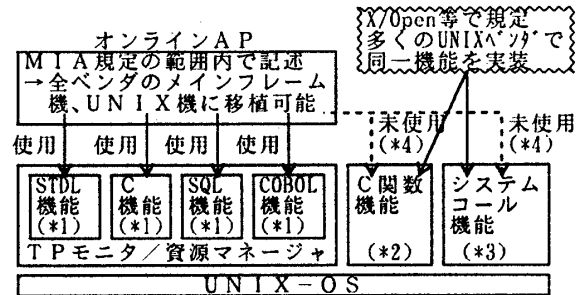 X/Open等で規定
多くのUNIXベンダで
同一機能を実装
オンラインAP
MIA規定の範囲内で記述
→全ベンダのメインフレーム
機、UNIX機に移植可能
使用 使用 使用 使用
未使用
(*4)
未使用
(*4)
STDL
機能
(*1)
C
機能
(*1)
SQL
機能
(*1)
COBOL
機能
(*1)
TPモニタ/資源マネージャ
C関数
機能
(*2)
システム
コール
機能
(*3)
UNIX-OS